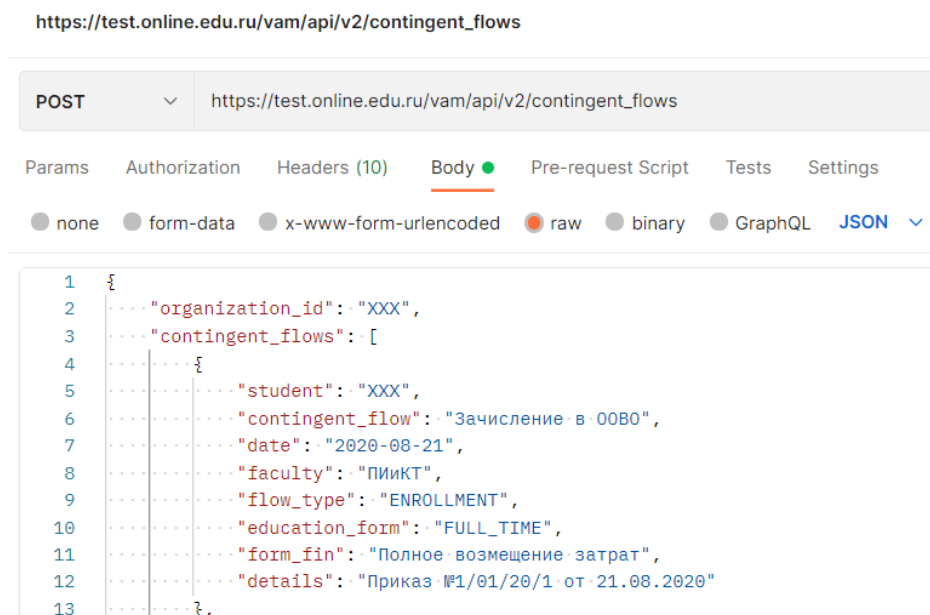 https://test.online.edu.ru/vam/api/v2/contingent_flows
POST https://test.online.edu.ru/vam/api/v2/contingent_flows
Params Authorization Headers (10) Body Pre-request Script Tests Settings
none form-data x-www-form-urlencoded raw binary GraphQL JSON
1 {
2 "organization_id": "XXX",
3 "contingent_flows": [
4 {
5 "student": "XXX",
6 "contingent_flow": "Зачисление в ООВО",
7 "date": "2020-08-21",
8 "faculty": "ПИиКТ",
9 "flow_type": "ENROLLMENT",
10 "education_form": "FULL_TIME",
11 "form_fin": "Полное возмещение затрат",
12 "details": "Приказ №1/01/20/1 от 21.08.2020"
13 },